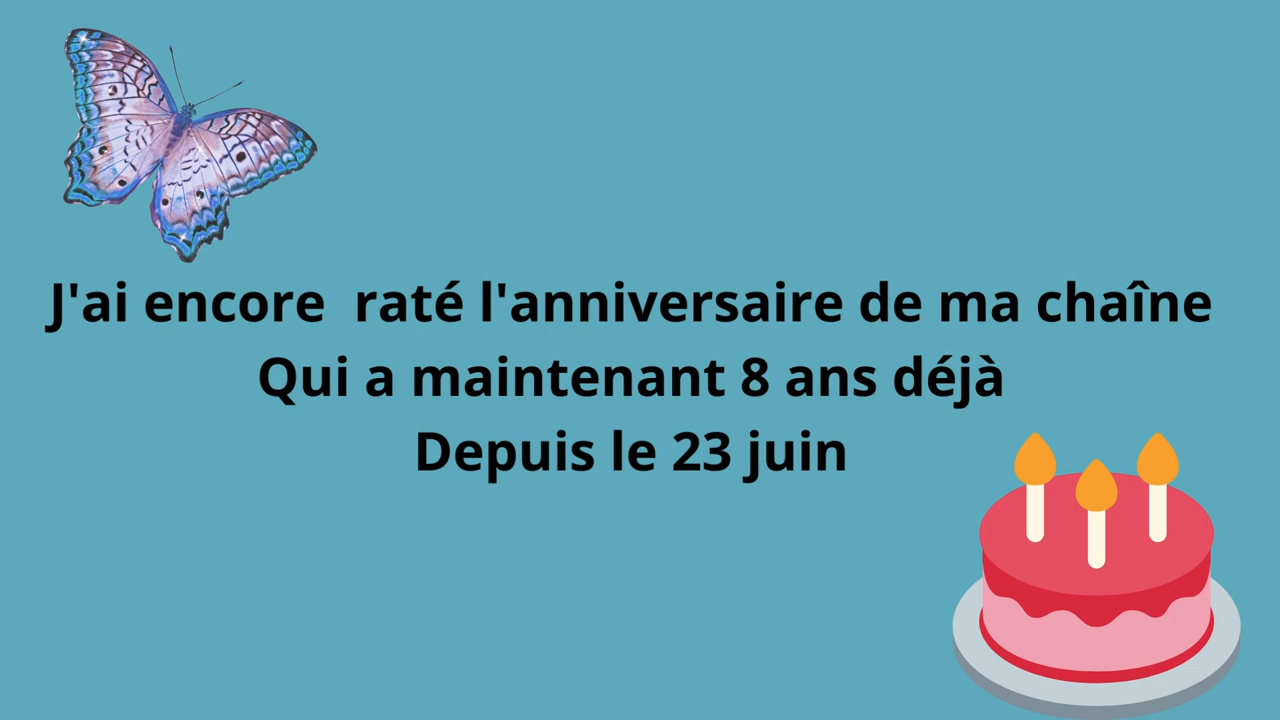 J'ai encore  raté l'anniversaire de ma chaîne
Qui a maintenant 8 ans déjà
Depuis le 23 juin